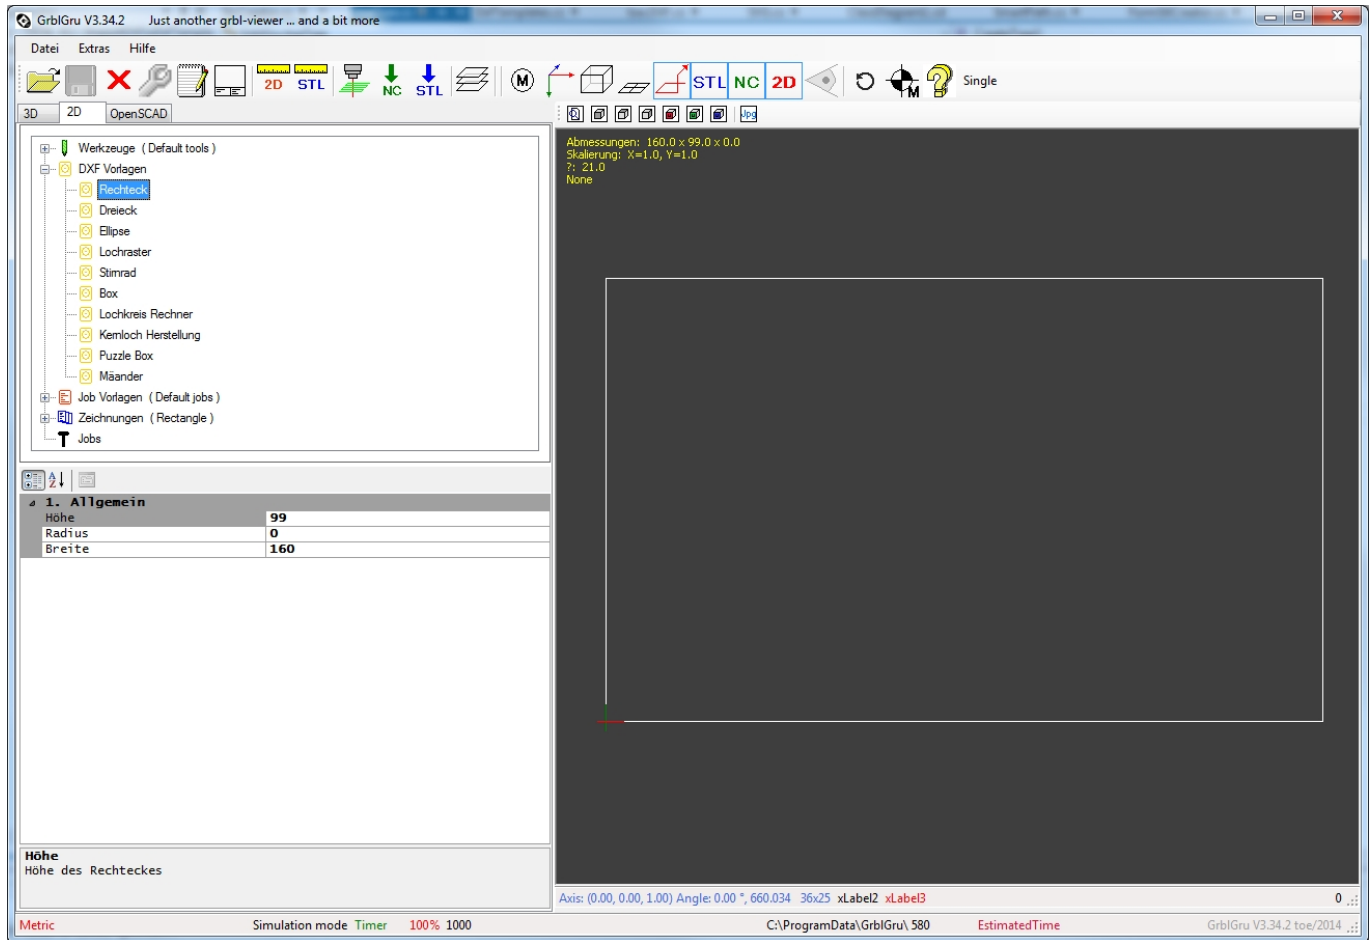 GrblGru V3.34.2 Just another grbl-viewer ... and a bit more
Datei Extras Hilfe
2D STL NC STL M STL NC 2D M Single
3D 2D OpenSCAD
Jpg
Werkzeuge ( Default tools )
DXF Vorlagen
Rechteck
Dreieck
Ellipse
Lochraster
Stirnrad
Box
Lochkreis Rechner
Kernloch Herstellung
Puzzle Box
Mäander
Job Vorlagen ( Default jobs )
Zeichnungen ( Rectangle )
Jobs
Abmessungen: 160.0 x 99.0 x 0.0
Skalierung: X=1.0, Y=1.0
?: 21.0
None
1. Allgemein
Höhe 99
Radius 0
Breite 160
Höhe
Höhe des Rechteckes
Axis: (0.00, 0.00, 1.00) Angle: 0.00 °, 660.034 36x25 xLabel2 xLabel3 0
Metric Simulation mode Timer 100% 1000 C:\ProgramData\GrblGru\ 580 EstimatedTime GrblGru V3.34.2 toe/2014